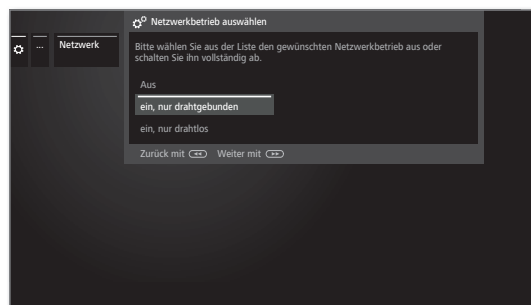 Netzwerkbetrieb auswählen
... Netzwerk
Bitte wählen Sie aus der Liste den gewünschten Netzwerkbetrieb aus oder
schalten Sie ihn vollständig ab.
Aus
ein, nur drahtgebunden
ein, nur drahtlos
Zurück mit Weiter mit